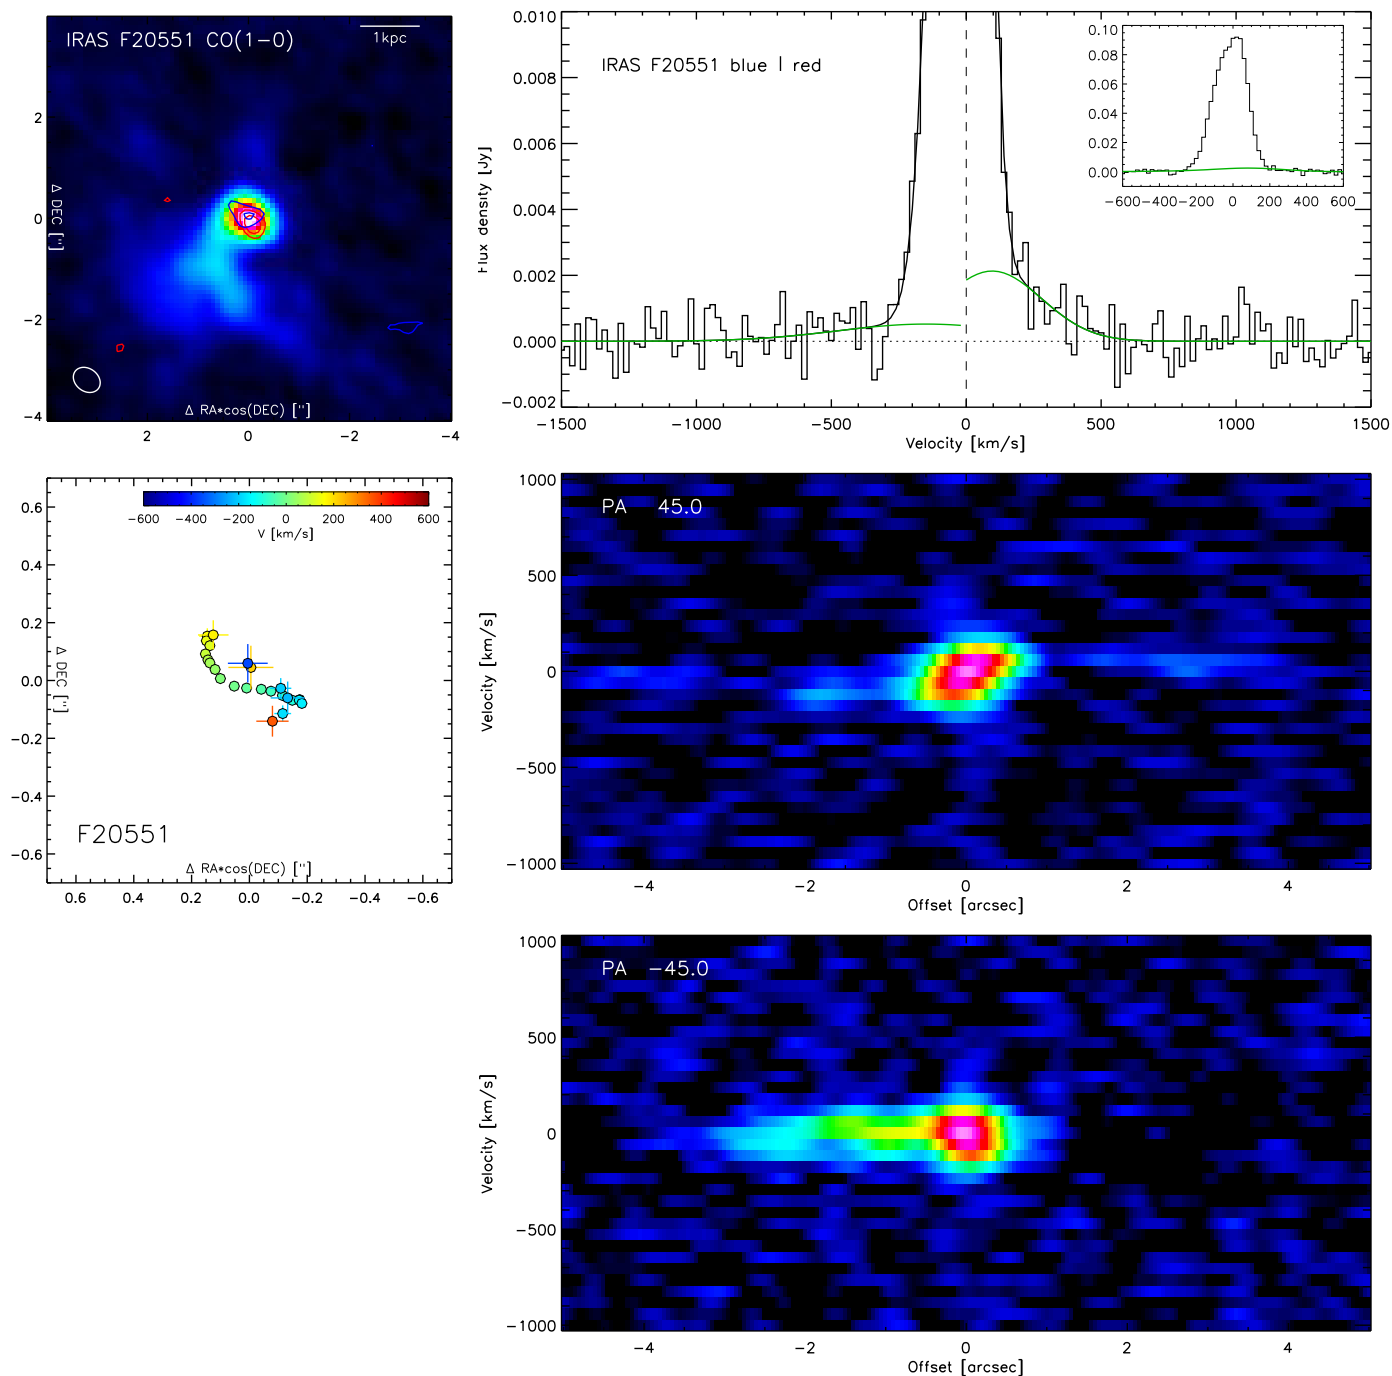 IRAS F20551 CO(1-0)
1kpc
2
0
−2
−4
Δ DEC ["]
Δ RA*cos(DEC) ["]
2 0 −2 −4
IRAS F20551 blue | red
0.010
0.008
0.006
0.004
0.002
0.000
−0.002
Flux density [Jy]
−1500 −1000 −500 0 500 1000 1500
Velocity [km/s]
0.10
0.08
0.06
0.04
0.02
0.00
−600 −400 −200 0 200 400 600
0.6
0.4
0.2
0.0
−0.2
−0.4
−0.6
−600 −400 −200 0 200 400 600
V [km/s]
Δ DEC ["]
F20551
Δ RA*cos(DEC) ["]
0.6 0.4 0.2 0.0 −0.2 −0.4 −0.6
PA 45.0
1000
500
0
−500
−1000
Velocity [km/s]
−4 −2 0 2 4
Offset [arcsec]
PA −45.0
1000
500
0
−500
−1000
Velocity [km/s]
−4 −2 0 2 4
Offset [arcsec]